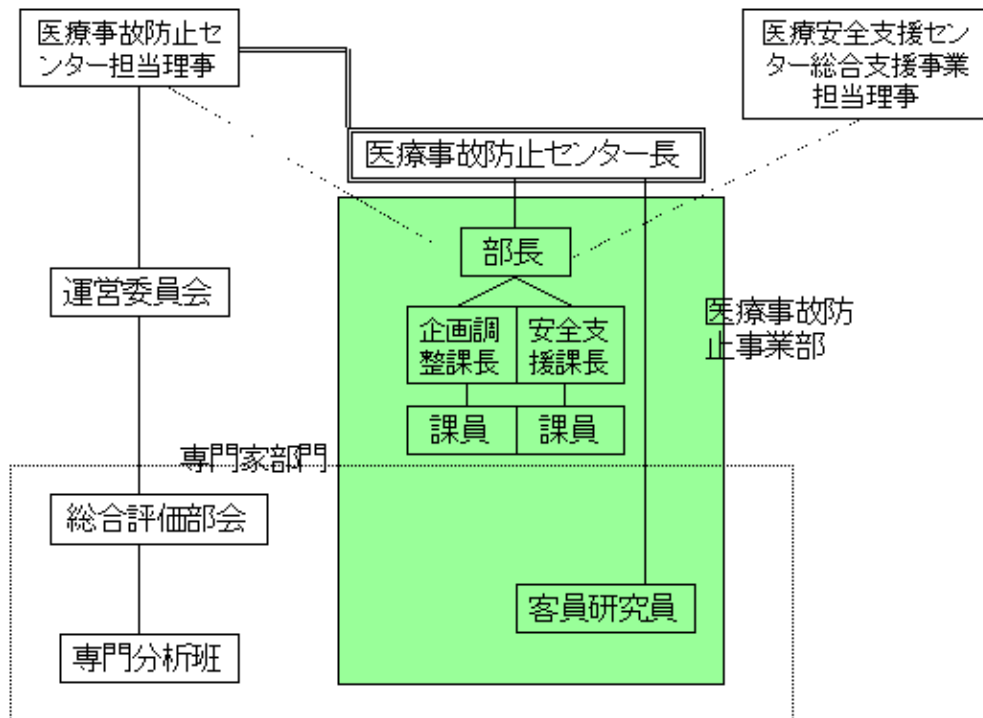 医療事故防止セ
ンター担当理事
医療安全支援セン
ター総合支援事業
担当理事
医療事故防止センター長
部長
運営委員会
企画調
整課長
安全支
援課長
医療事故防
止事業部
課員
課員
専門家部門
総合評価部会
客員研究員
専門分析班